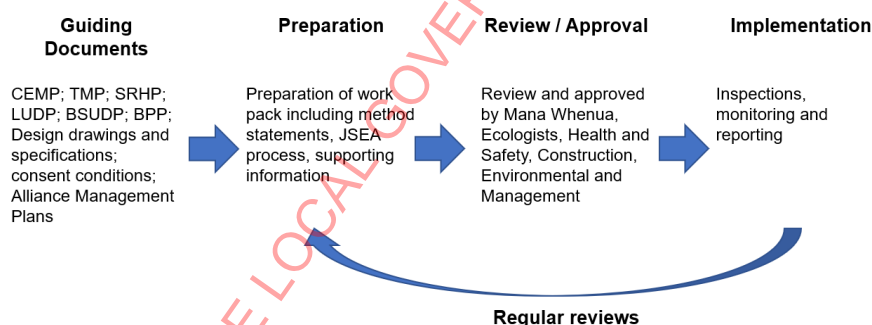 Guiding
Documents
Preparation
Review / Approval
Implementation
CEMP; TMP; SRHP;
LUDP; BSUDP; BPP;
Design drawings and
specifications;
consent conditions;
Alliance Management
Plans
Preparation of work
pack including method
statements, JSEA
process, supporting
information
Review and approved
by Mana Whenua,
Ecologists, Health and
Safety, Construction,
Environmental and
Management
Inspections,
monitoring and
reporting
Regular reviews
E LOCAL GOVER